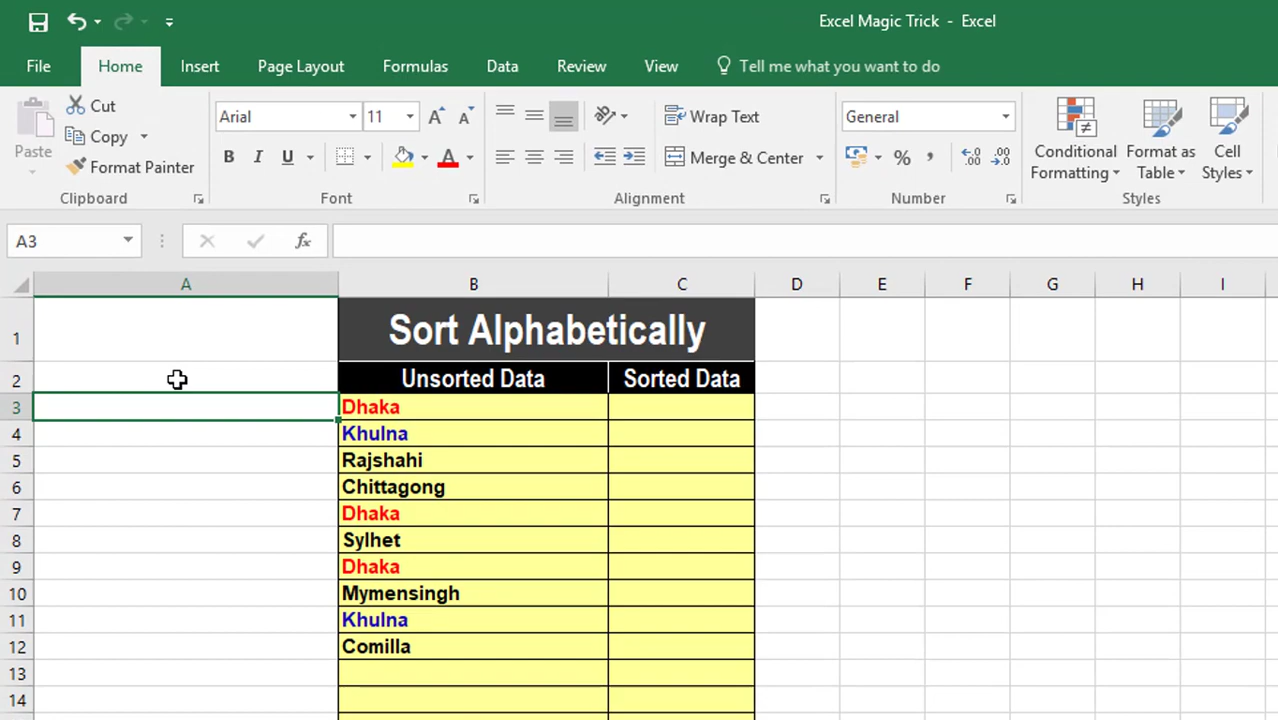 Excel Magic Trick - Excel
File Home Insert Page Layout Formulas Data Review View Tell me what you want to do
Cut
Copy
Format Painter
Paste
Clipboard
Arial 11
B I U A
Font
Wrap Text
Merge & Center
Alignment
General
% ,
Number
Conditional Formatting
Format as Table
Cell Styles
Styles
A3 fx
A B C D E F G H I
1 Sort Alphabetically
2 Unsorted Data Sorted Data
3 Dhaka
4 Khulna
5 Rajshahi
6 Chittagong
7 Dhaka
8 Sylhet
9 Dhaka
10 Mymensingh
11 Khulna
12 Comilla
13
14